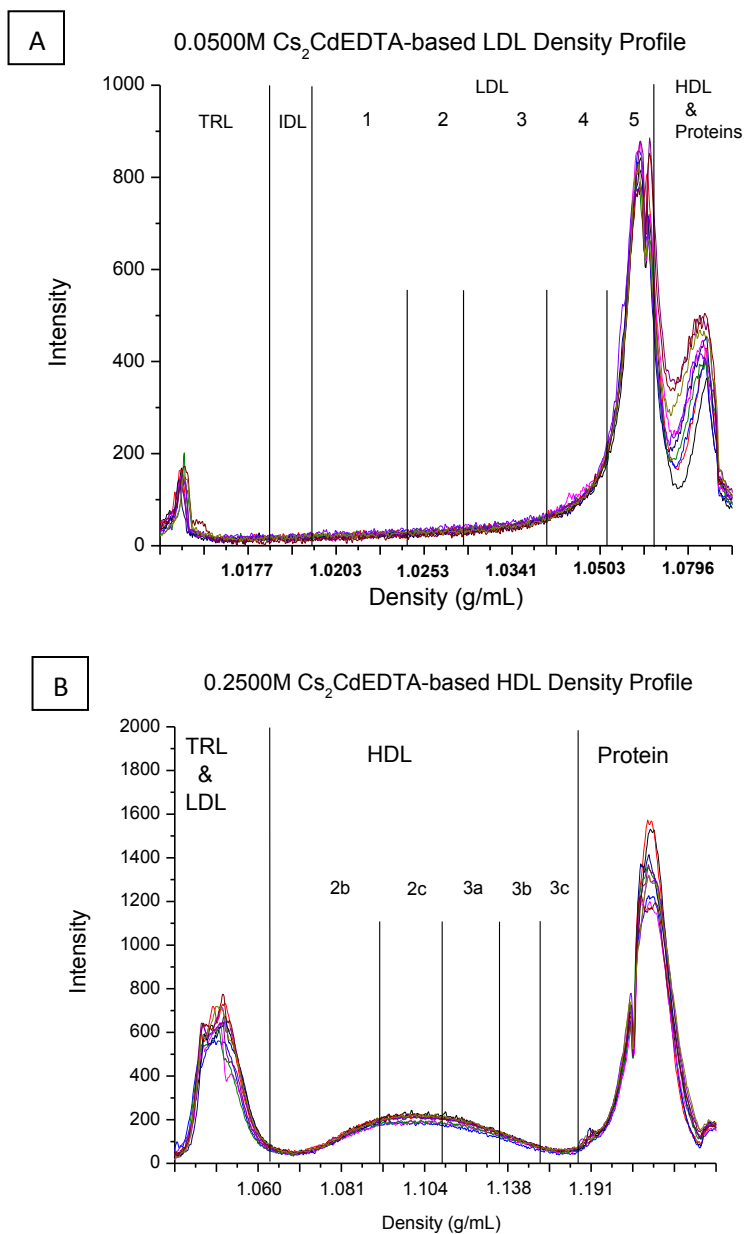 A
0.0500M Cs₂CdEDTA-based LDL Density Profile
1000
800
600
400
200
0
Intensity
TRL
IDL
LDL
1
2
3
4
5
HDL
&
Proteins
1.0177
1.0203
1.0253
1.0341
1.0503
1.0796
Density (g/mL)
B
0.2500M Cs₂CdEDTA-based HDL Density Profile
2000
1800
1600
1400
1200
1000
800
600
400
200
0
Intensity
TRL
&
LDL
HDL
Protein
2b
2c
3a
3b
3c
1.060
1.081
1.104
1.138
1.191
Density (g/mL)